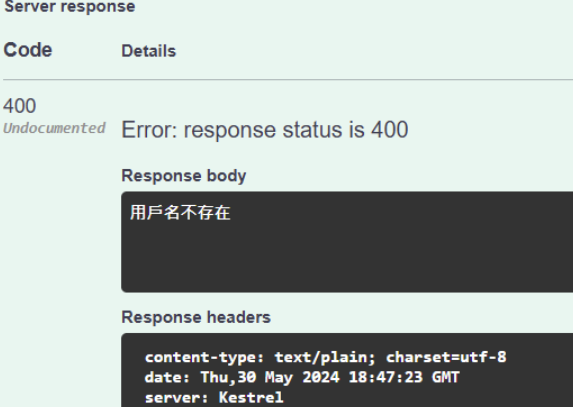 Server response
Code Details
400
Undocumented
Error: response status is 400
Response body
用戶名不存在
Response headers
content-type: text/plain; charset=utf-8
date: Thu,30 May 2024 18:47:23 GMT
server: Kestrel